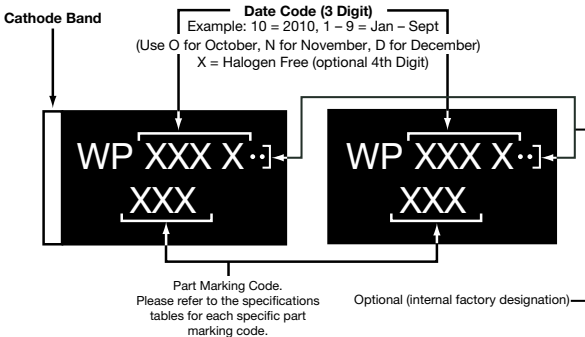 Cathode Band
Date Code (3 Digit)
Example: 10 = 2010, 1 – 9 = Jan – Sept
(Use O for October, N for November, D for December)
X = Halogen Free (optional 4th Digit)
WP XXX X••
XXX
WP XXX X••
XXX
Part Marking Code.
Please refer to the specifications
tables for each specific part
marking code.
Optional (internal factory designation)